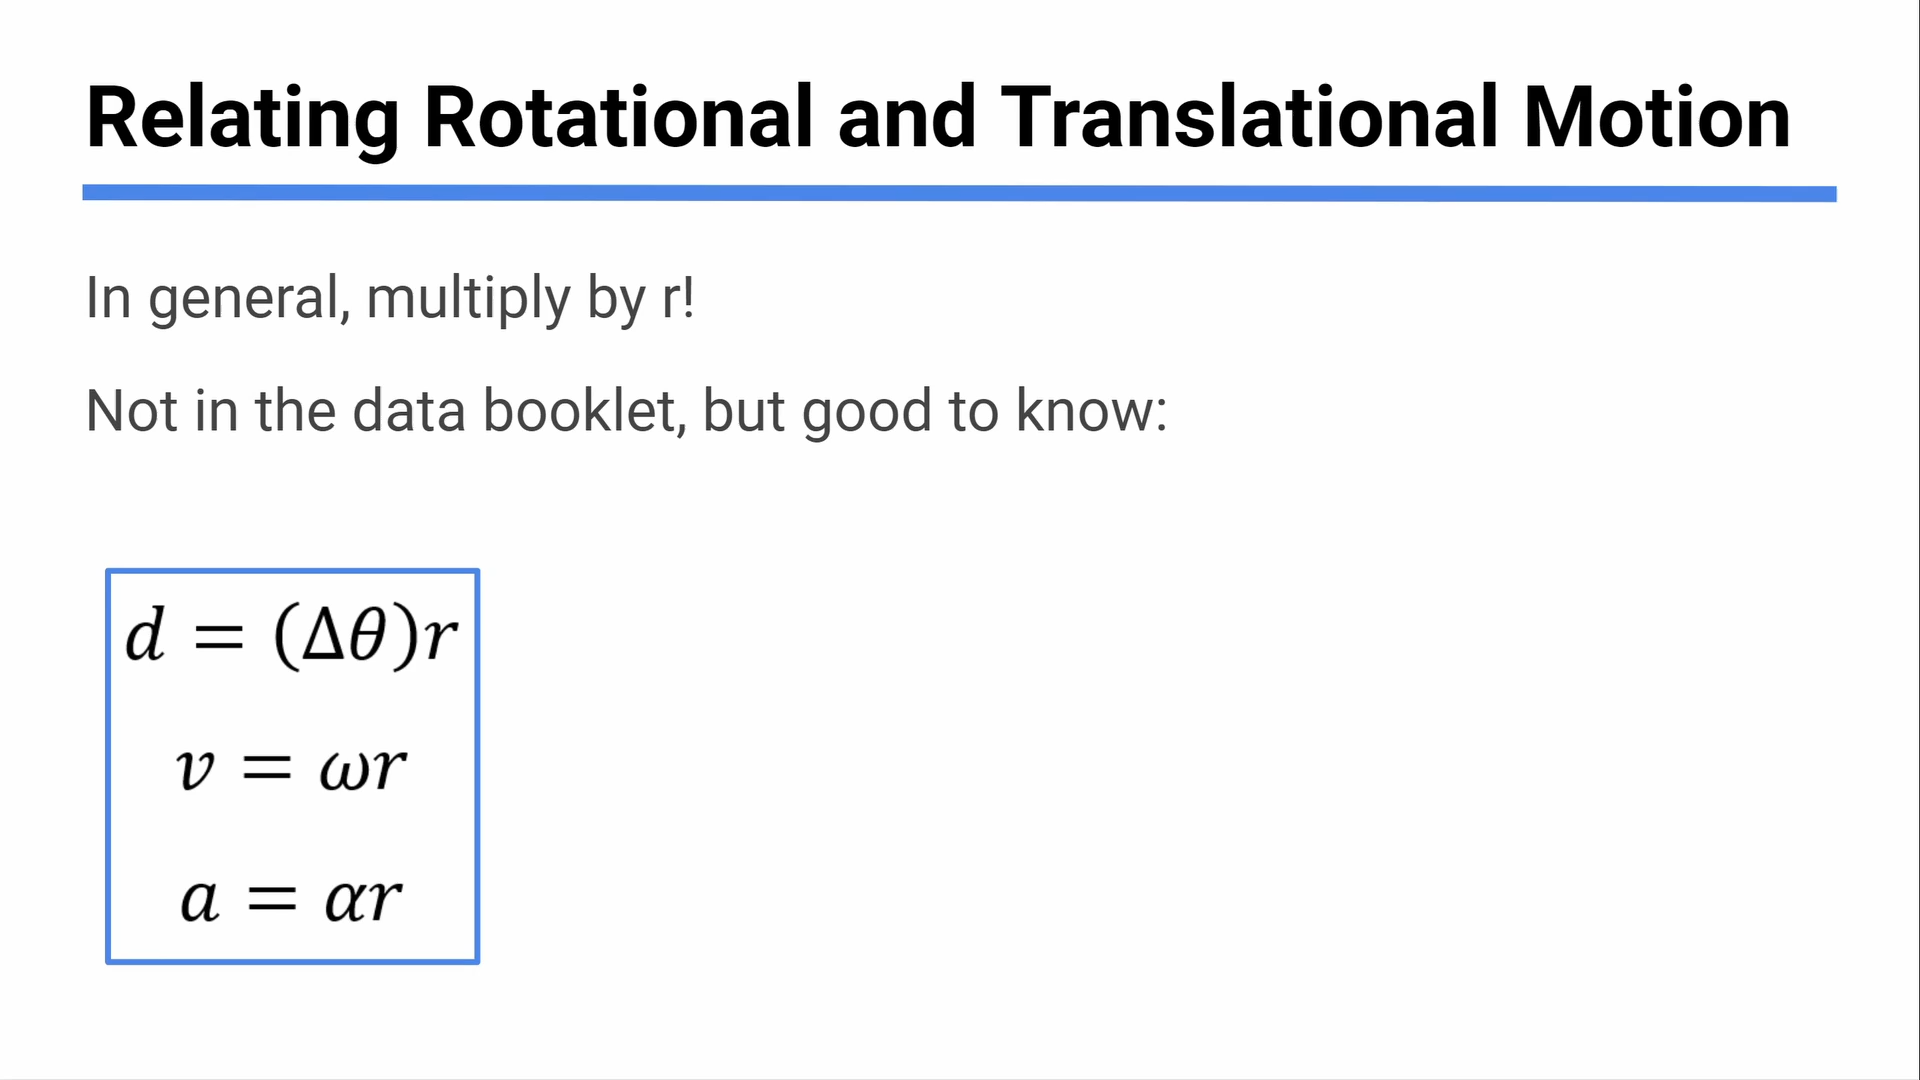 Relating Rotational and Translational Motion
In general, multiply by r!
Not in the data booklet, but good to know:
d = (Δθ)r
v = ωr
a = αr